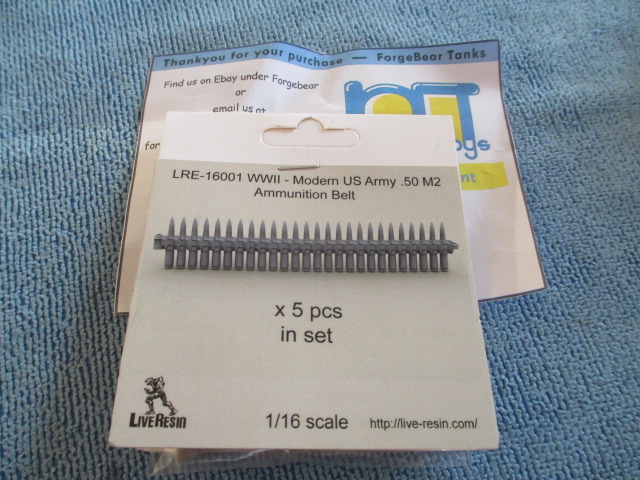 Thankyou for your purchase — ForgeBear Tanks
Find us on Ebay under Forgebear
or
email us at
for
LRE-16001 WWII - Modern US Army .50 M2
Ammunition Belt
x 5 pcs
in set
LIVERESIN
1/16 scale
http://live-resin.com/